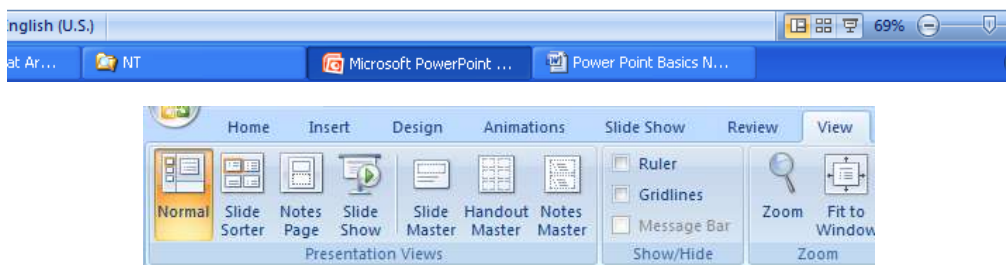 nglish (U.S.)
69%
at Ar...
NT
Microsoft PowerPoint ...
Power Point Basics N...
Home Insert Design Animations Slide Show Review View
Normal
Slide Sorter
Notes Page
Slide Show
Slide Master
Handout Master
Notes Master
Presentation Views
Ruler
Gridlines
Message Bar
Show/Hide
Zoom
Fit to Window
Zoom